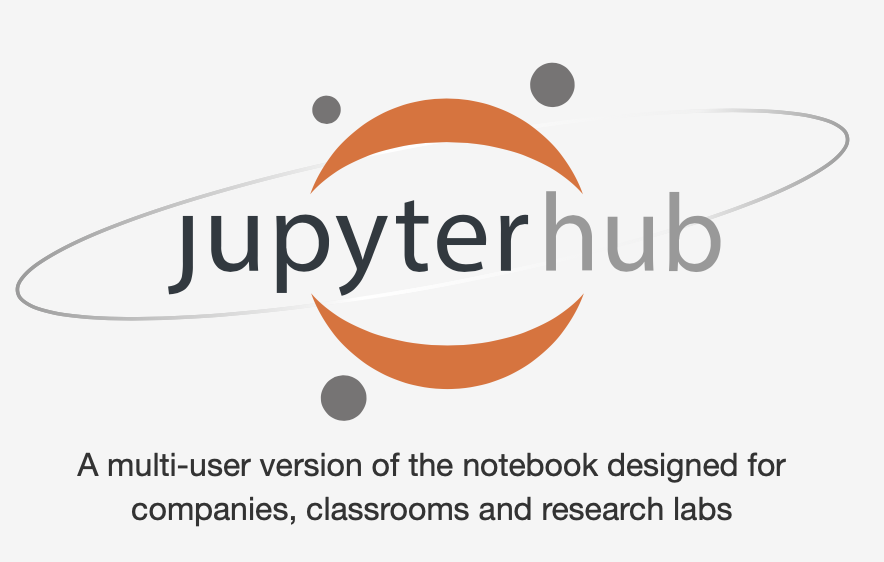 jupyterhub
A multi-user version of the notebook designed for
companies, classrooms and research labs